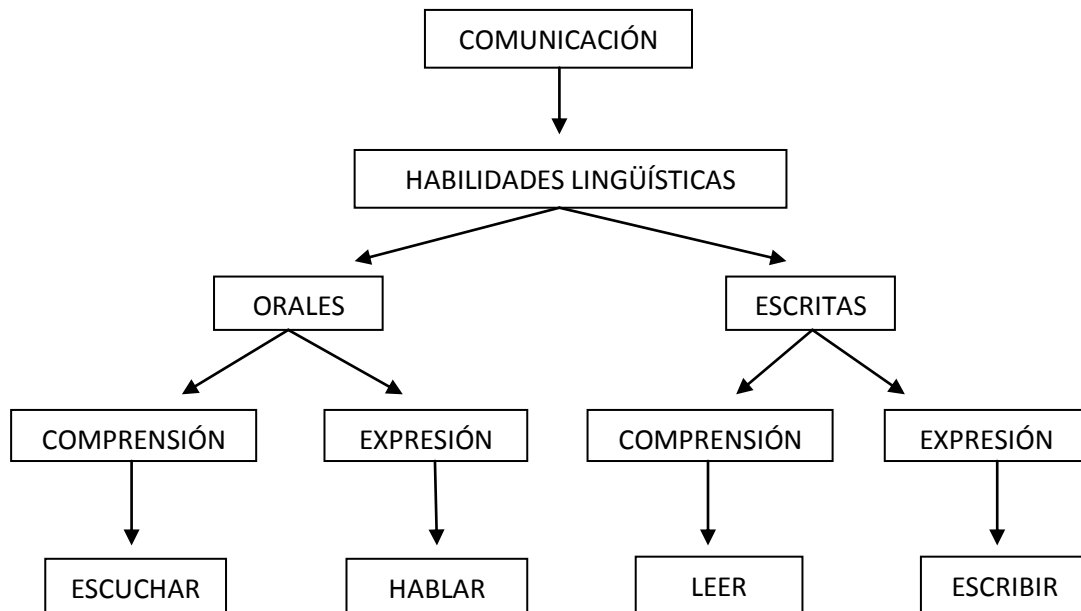 COMUNICACIÓN
HABILIDADES LINGÜÍSTICAS
ORALES
ESCRITAS
COMPRENSIÓN
EXPRESIÓN
COMPRENSIÓN
EXPRESIÓN
ESCUCHAR
HABLAR
LEER
ESCRIBIR